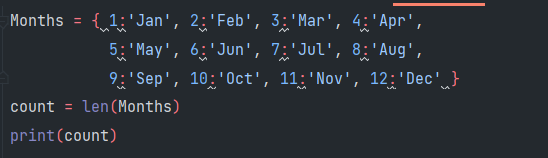 Months = { 1:'Jan', 2:'Feb', 3:'Mar', 4:'Apr',
5:'May', 6:'Jun', 7:'Jul', 8:'Aug',
9:'Sep', 10:'Oct', 11:'Nov', 12:'Dec' }
count = len(Months)
print(count)